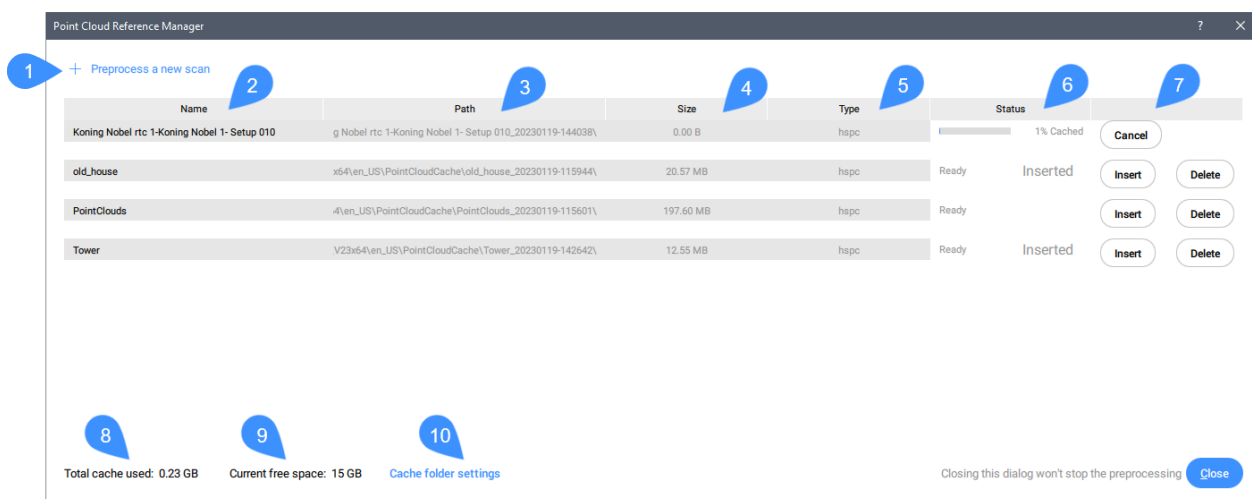 Point Cloud Reference Manager ? ×
1 + Preprocess a new scan
2 3 4 5 6 7
Name Path Size Type Status
Koning Nobel rtc 1-Koning Nobel 1- Setup 010 g Nobel rtc 1-Koning Nobel 1- Setup 010_20230119-144038\ 0.00 B hspc 1% Cached Cancel
old_house x64\en_US\PointCloudCache\old_house_20230119-115944\ 20.57 MB hspc Ready Inserted Insert Delete
PointClouds 4\en_US\PointCloudCache\PointClouds_20230119-115601\ 197.60 MB hspc Ready Insert Delete
Tower V23x64\en_US\PointCloudCache\Tower_20230119-142642\ 12.55 MB hspc Ready Inserted Insert Delete
8 9 10
Total cache used: 0.23 GB Current free space: 15 GB Cache folder settings Closing this dialog won't stop the preprocessing Close